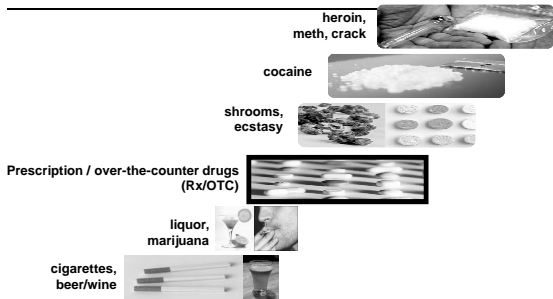 heroin,
meth, crack
cocaine
shrooms,
ecstasy
Prescription / over-the-counter drugs
(Rx/OTC)
liquor,
marijuana
cigarettes,
beer/wine